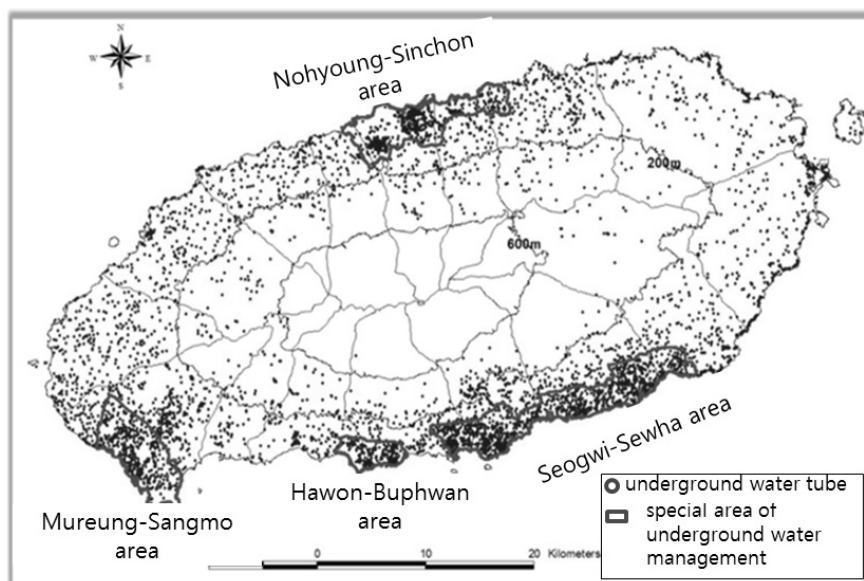 N
W
E
S
Nohyoung-Sinchon
area
200m
600m
Seogwi-Sewha area
Hawon-Buphwan
area
Mureung-Sangmo
area
underground water tube
special area of
underground water
management
0 10 20 Kilometers